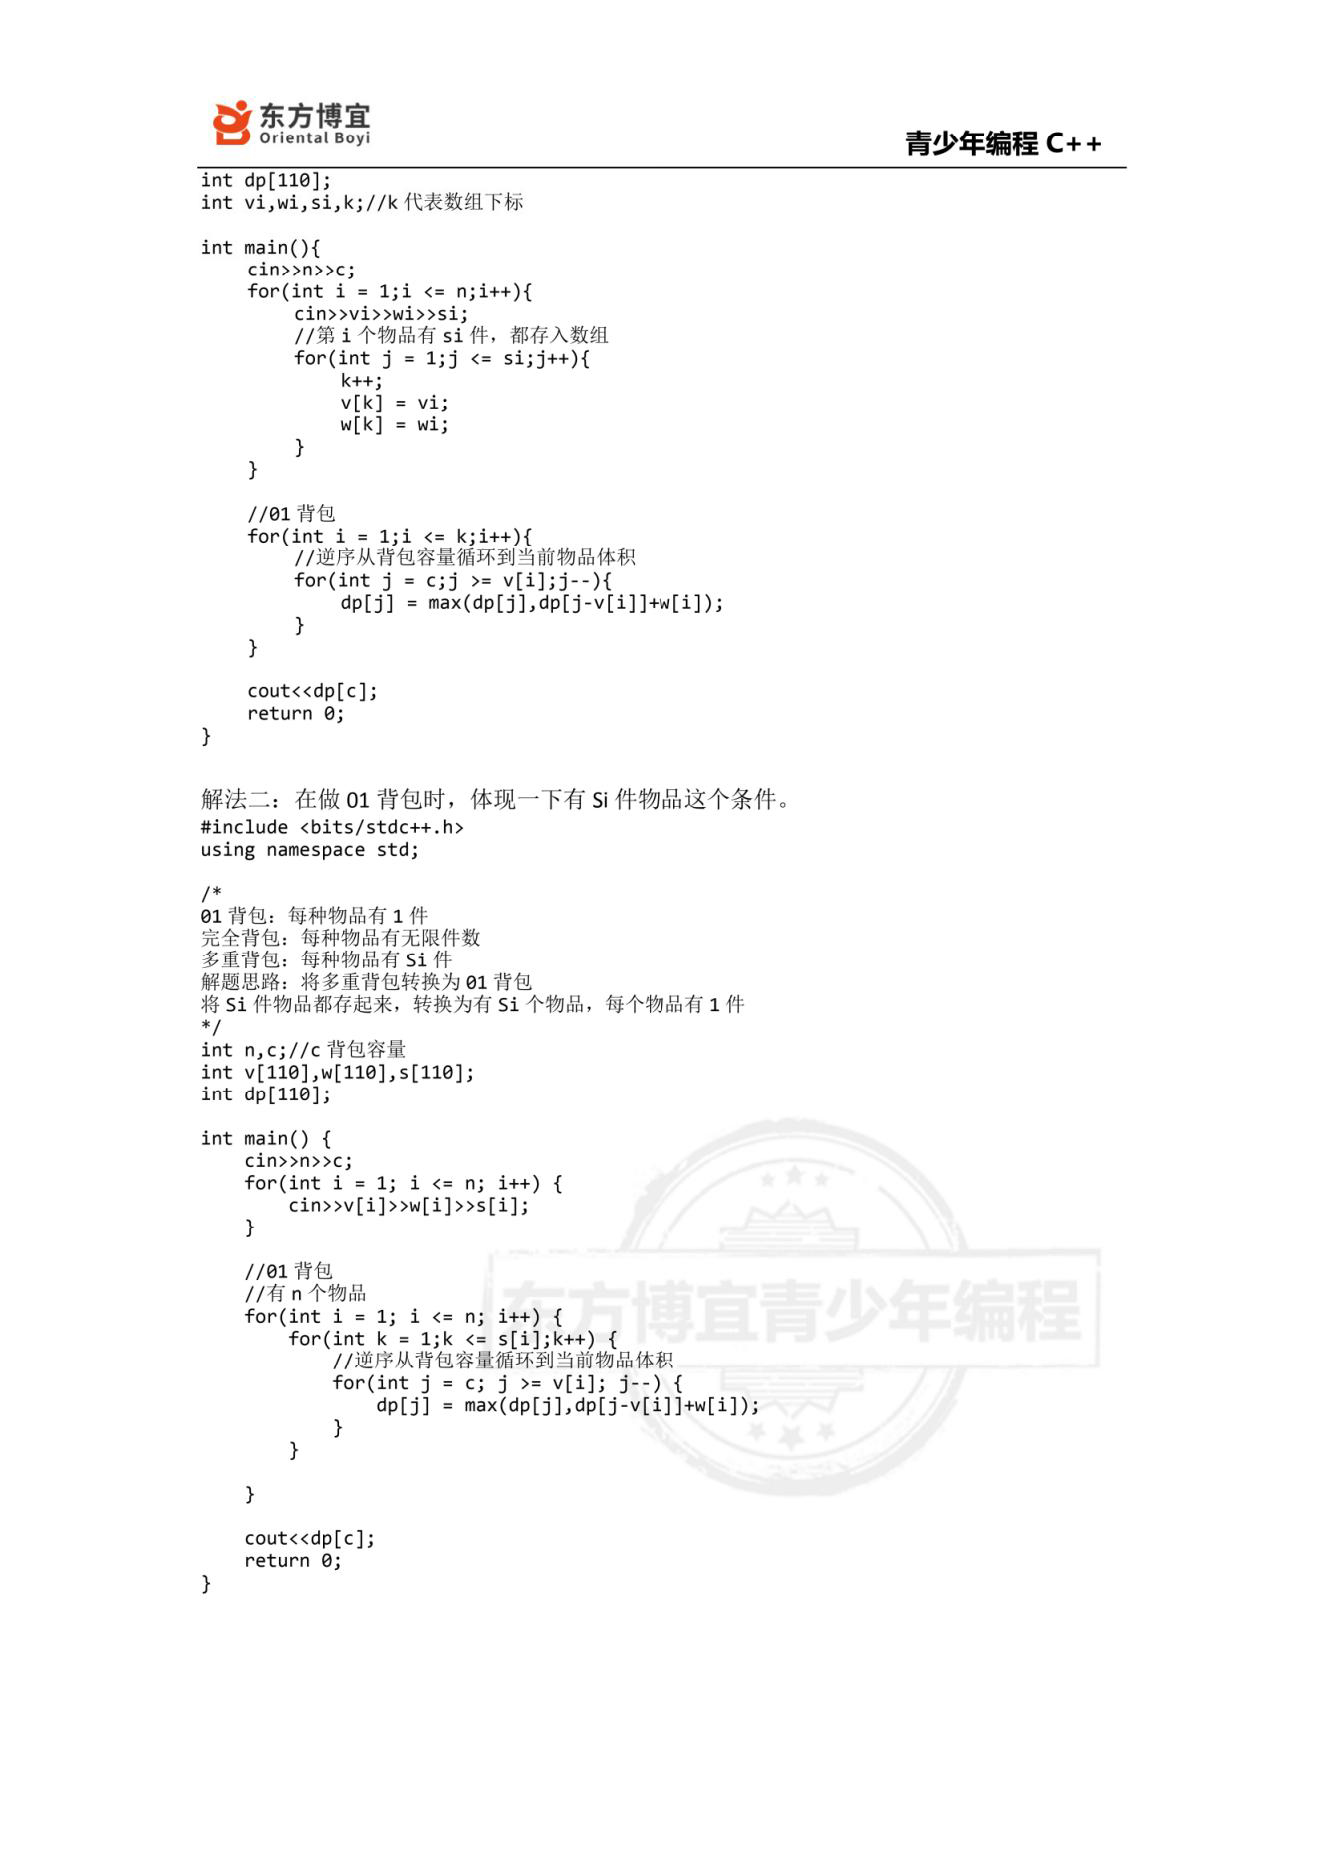 东方博宜
Oriental Boyi
青少年编程 C++
int dp[110];
int vi,wi,si,k;//k 代表数组下标
int main(){
    cin>>n>>c;
    for(int i = 1;i <= n;i++){
        cin>>vi>>wi>>si;
        //第 i 个物品有 si 件，都存入数组
        for(int j = 1;j <= si;j++){
            k++;
            v[k] = vi;
            w[k] = wi;
        }
    }
    //01 背包
    for(int i = 1;i <= k;i++){
        //逆序从背包容量循环到当前物品体积
        for(int j = c;j >= v[i];j--){
            dp[j] = max(dp[j],dp[j-v[i]]+w[i]);
        }
    }
    cout<<dp[c];
    return 0;
}
解法二：在做 01 背包时，体现一下有 Si 件物品这个条件。
#include <bits/stdc++.h>
using namespace std;
/*
01 背包：每种物品有 1 件
完全背包：每种物品有无限件数
多重背包：每种物品有 Si 件
解题思路：将多重背包转换为 01 背包
将 Si 件物品都存起来，转换为有 Si 个物品，每个物品有 1 件
*/
int n,c;//c 背包容量
int v[110],w[110],s[110];
int dp[110];
int main() {
    cin>>n>>c;
    for(int i = 1; i <= n; i++) {
        cin>>v[i]>>w[i]>>s[i];
    }
    //01 背包
    //有 n 个物品
    for(int i = 1; i <= n; i++) {
        for(int k = 1;k <= s[i];k++) {
            //逆序从背包容量循环到当前物品体积
            for(int j = c; j >= v[i]; j--) {
                dp[j] = max(dp[j],dp[j-v[i]]+w[i]);
            }
        }
    }
    cout<<dp[c];
    return 0;
}
东方博宜青少年编程